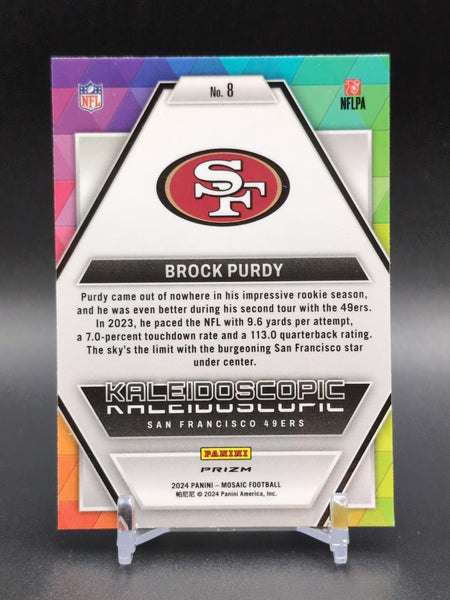 NFL
No. 8
NFLPA
SF
BROCK PURDY
Purdy came out of nowhere in his impressive rookie season,
and he was even better during his second tour with the 49ers.
In 2023, he paced the NFL with 9.6 yards per attempt,
a 7.0-percent touchdown rate and a 113.0 quarterback rating.
The sky's the limit with the burgeoning San Francisco star
under center.
KALEIDOSCOPIC
KALEIDOSCOPIC
SAN FRANCISCO 49ERS
PANINI
PRIZM
2024 PANINI – MOSAIC FOOTBALL
帕尼尼 © 2024 Panini America, Inc.